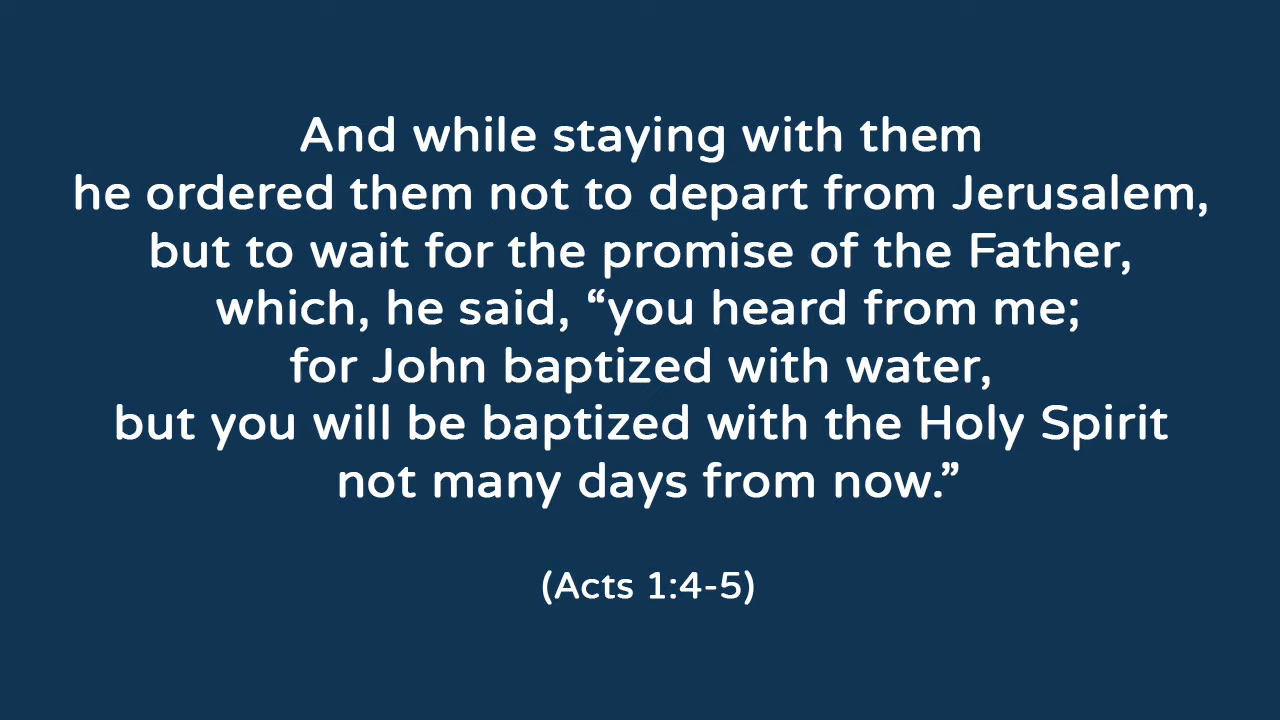 And while staying with them
he ordered them not to depart from Jerusalem,
but to wait for the promise of the Father,
which, he said, “you heard from me;
for John baptized with water,
but you will be baptized with the Holy Spirit
not many days from now.”
(Acts 1:4-5)